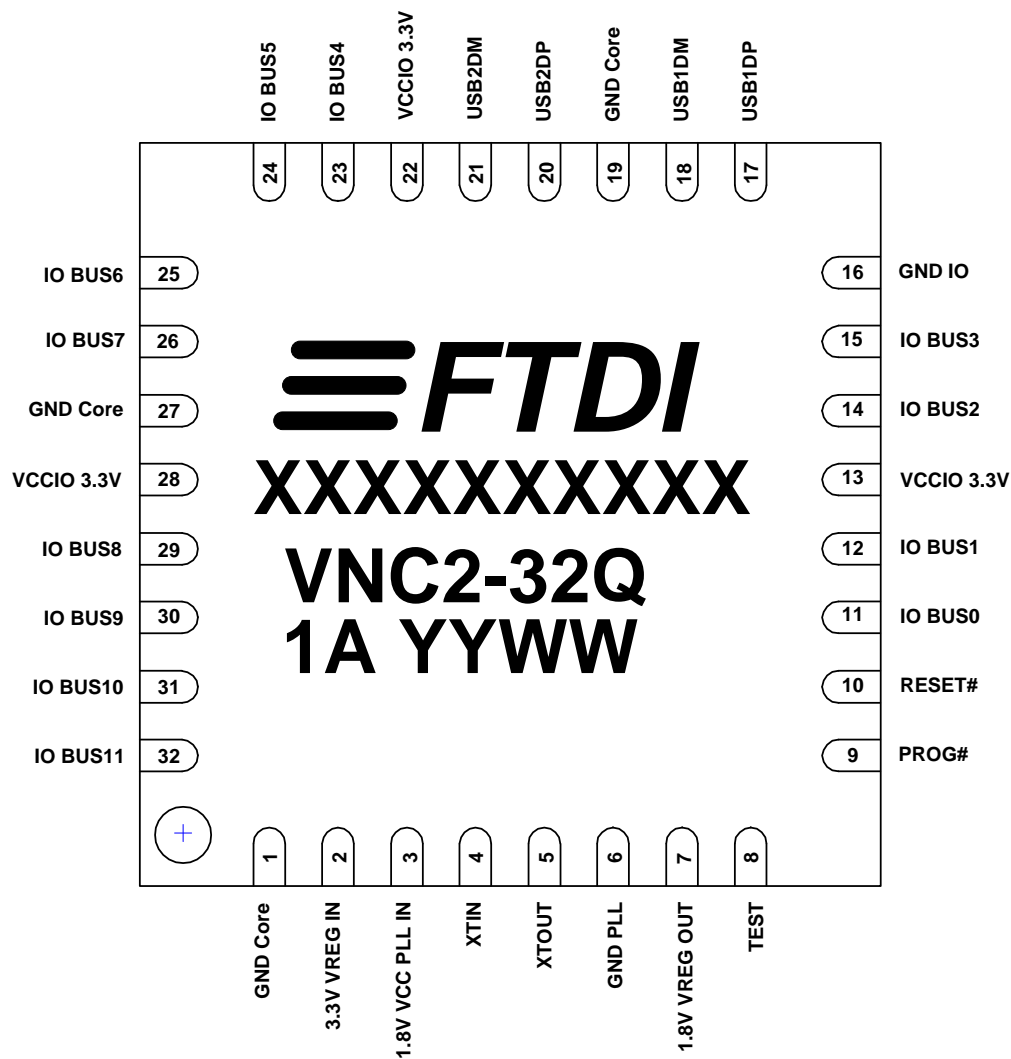 IO BUS5
IO BUS4
VCCIO 3.3V
USB2DM
USB2DP
GND Core
USB1DM
USB1DP
24
23
22
21
20
19
18
17
IO BUS6 25
IO BUS7 26
GND Core 27
VCCIO 3.3V 28
IO BUS8 29
IO BUS9 30
IO BUS10 31
IO BUS11 32
FTDI
XXXXXXXXXX
VNC2-32Q
1A YYWW
16 GND IO
15 IO BUS3
14 IO BUS2
13 VCCIO 3.3V
12 IO BUS1
11 IO BUS0
10 RESET#
9 PROG#
1
2
3
4
5
6
7
8
GND Core
3.3V VREG IN
1.8V VCC PLL IN
XTIN
XTOUT
GND PLL
1.8V VREG OUT
TEST